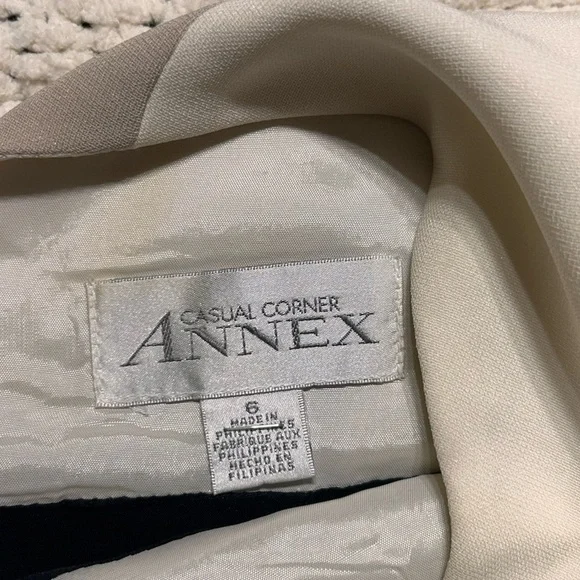 CASUAL CORNER
ANNEX
6
MADE IN
PHILIPPINES
FABRIQUE AUX
PHILIPPINES
HECHO EN
FILIPINAS